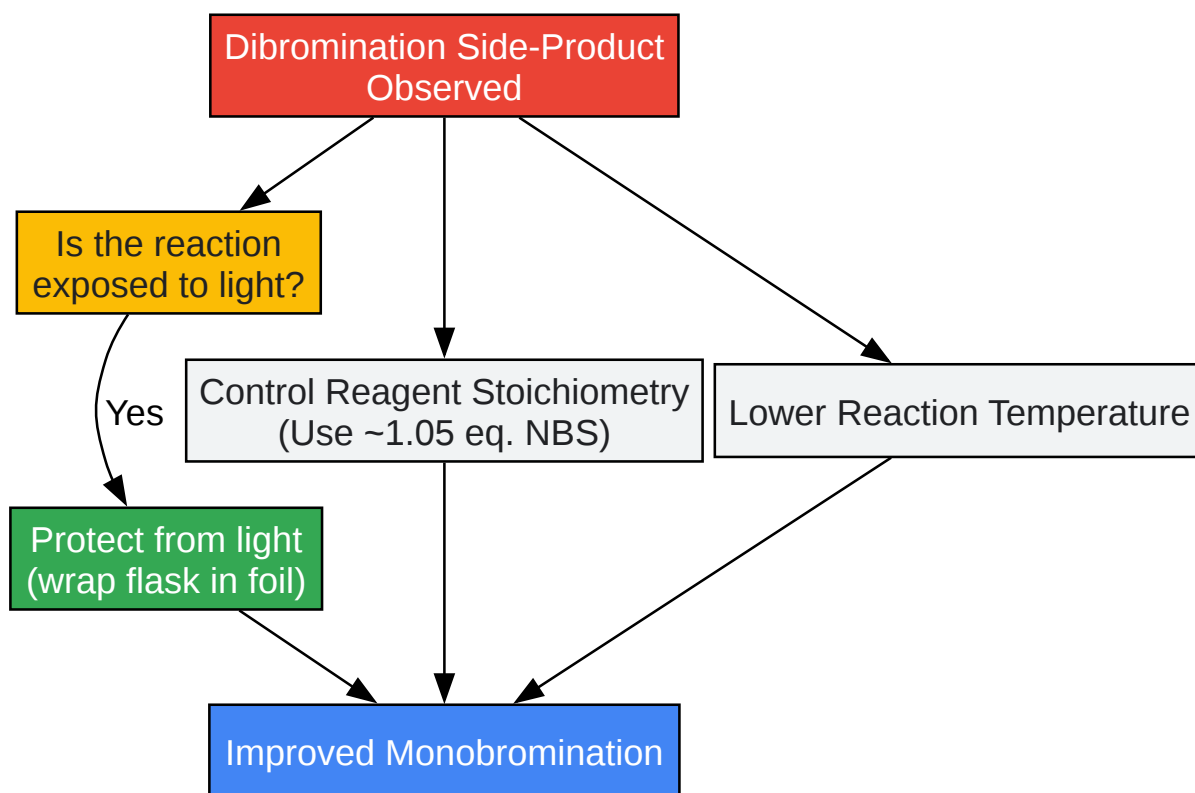 Dibromination Side-Product
Observed
Is the reaction
exposed to light?
Yes
Control Reagent Stoichiometry
(Use ~1.05 eq. NBS)
Lower Reaction Temperature
Protect from light
(wrap flask in foil)
Improved Monobromination